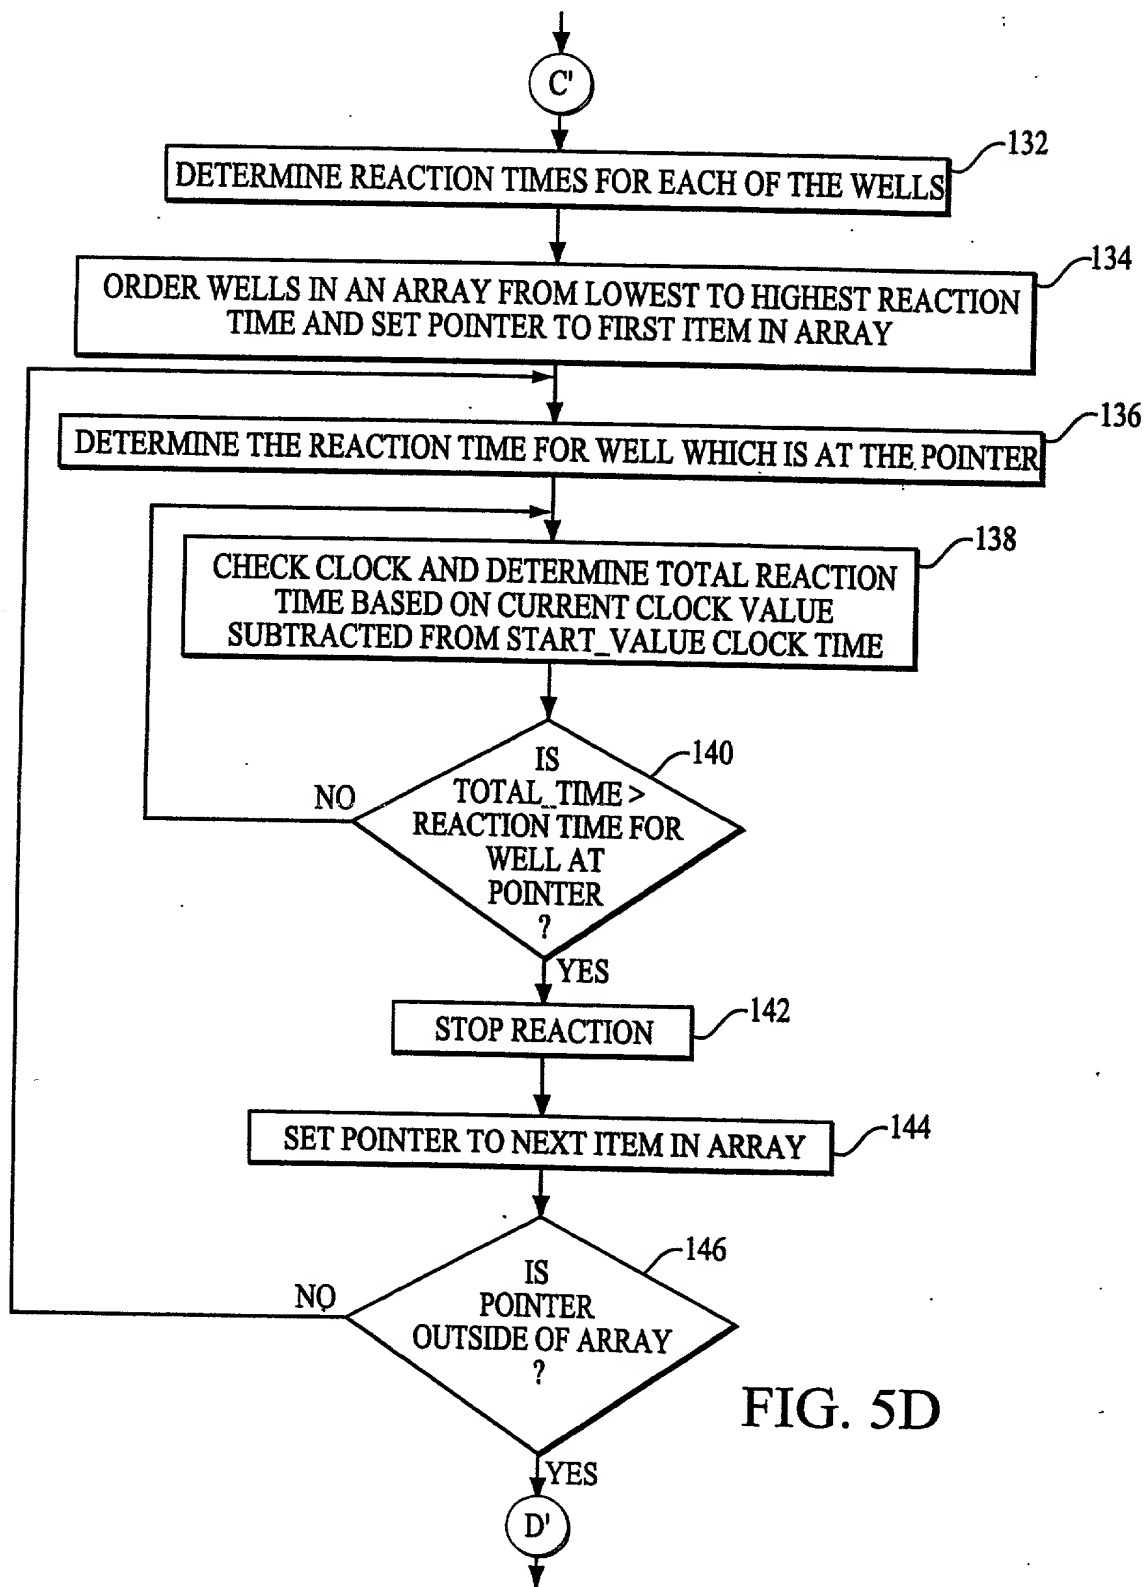 C'
132
DETERMINE REACTION TIMES FOR EACH OF THE WELLS
134
ORDER WELLS IN AN ARRAY FROM LOWEST TO HIGHEST REACTION
TIME AND SET POINTER TO FIRST ITEM IN ARRAY
136
DETERMINE THE REACTION TIME FOR WELL WHICH IS AT THE POINTER
138
CHECK CLOCK AND DETERMINE TOTAL REACTION
TIME BASED ON CURRENT CLOCK VALUE
SUBTRACTED FROM START_VALUE CLOCK TIME
140
IS
TOTAL_TIME >
REACTION TIME FOR
WELL AT
POINTER
?
NO
YES
142
STOP REACTION
144
SET POINTER TO NEXT ITEM IN ARRAY
146
IS
POINTER
OUTSIDE OF ARRAY
?
NO
YES
FIG. 5D
D'